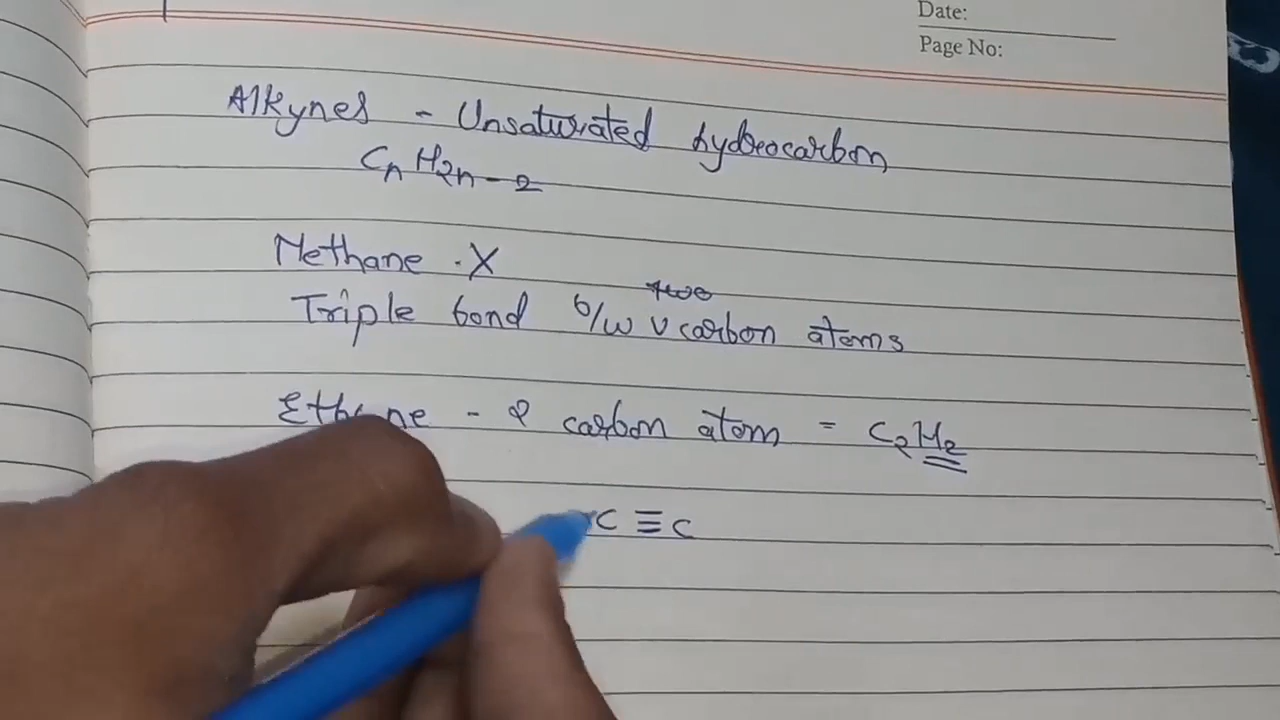 Date:
Page No:
Alkynes - Unsaturated hydrocarbon
CnH2n-2
Methane . X
two
Triple bond b/w v carbon atoms
- 2 carbon atom = C2H2
C ≡ C